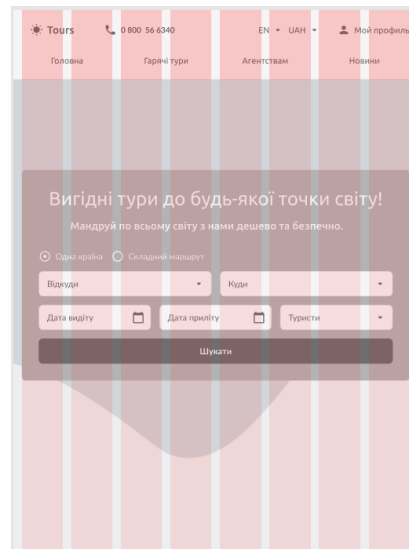 Tours 0 800 56 6340 EN UAH Мой профиль
Головна Гарячі тури Агентствам Новини
Вигідні тури до будь-якої точки світу!
Мандруй по всьому світу з нами дешево та безпечно.
Одна країна Складний маршрут
Відкуди Куди
Дата видіту Дата приліту Туристи
Шукати